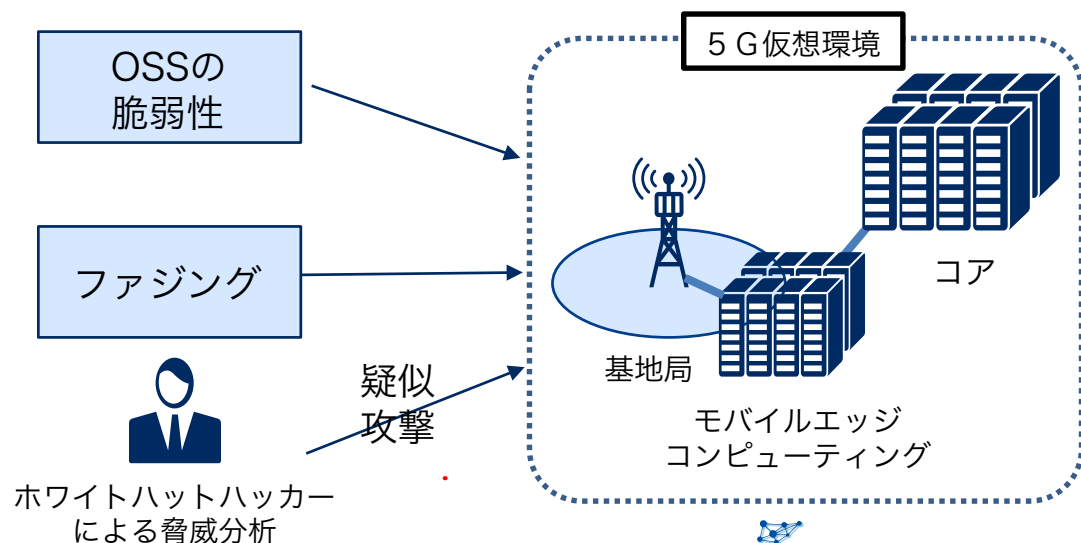 OSSの
脆弱性
ファジング
疑似
攻撃
ホワイトハットハッカー
による脅威分析
５Ｇ仮想環境
コア
基地局
モバイルエッジ
コンピューティング